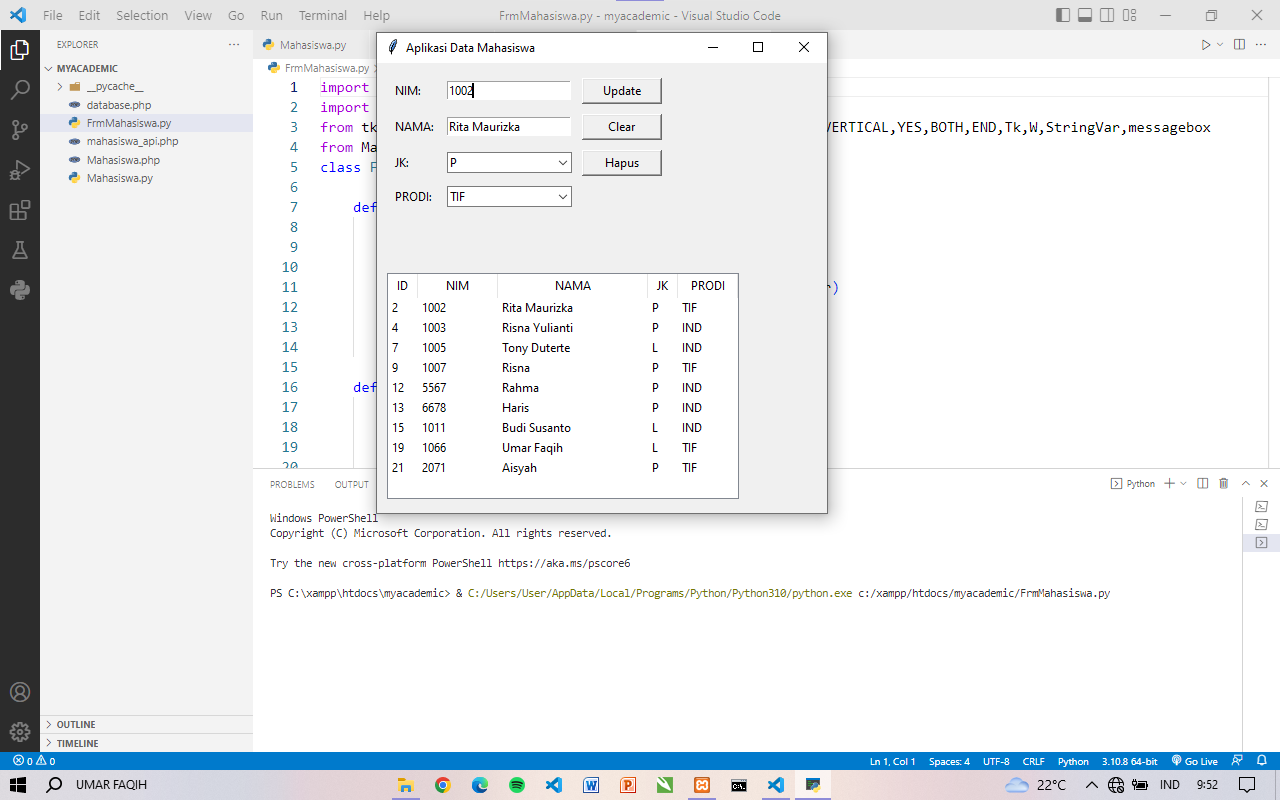 File Edit Selection View Go Run Terminal Help FrmMahasiswa.py - myacademic - Visual Studio Code
EXPLORER
MYACADEMIC
__pycache__
database.php
FrmMahasiswa.py
mahasiswa_api.php
Mahasiswa.php
Mahasiswa.py
OUTLINE
TIMELINE
Mahasiswa.py
FrmMahasiswa.py
1 import
2 import
3 from tk VERTICAL,YES,BOTH,END,Tk,W,StringVar,messagebox
4 from Ma
5 class F
6
7 def
8
9
10
11 )
12
13
14
15
16 def
17
18
19
20
Aplikasi Data Mahasiswa
NIM: 1002 Update
NAMA: Rita Maurizka Clear
JK: P Hapus
PRODI: TIF
ID NIM NAMA JK PRODI
2 1002 Rita Maurizka P TIF
4 1003 Risna Yulianti P IND
7 1005 Tony Duterte L IND
9 1007 Risna P TIF
12 5567 Rahma P IND
13 6678 Haris P IND
15 1011 Budi Susanto L IND
19 1066 Umar Faqih L TIF
21 2071 Aisyah P TIF
PROBLEMS OUTPUT Python
Windows PowerShell
Copyright (C) Microsoft Corporation. All rights reserved.
Try the new cross-platform PowerShell https://aka.ms/pscore6
PS C:\xampp\htdocs\myacademic> & C:/Users/User/AppData/Local/Programs/Python/Python310/python.exe c:/xampp/htdocs/myacademic/FrmMahasiswa.py
0 0 Ln 1, Col 1 Spaces: 4 UTF-8 CRLF Python 3.10.8 64-bit Go Live
UMAR FAQIH 22°C IND 9:52